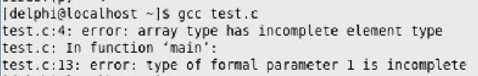 [delphi@localhost ~]$ gcc test.c
test.c:4: error: array type has incomplete element type
test.c: In function 'main':
test.c:13: error: type of formal parameter 1 is incomplete